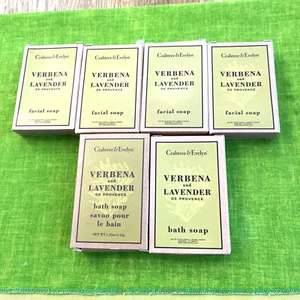 Crabtree & Evelyn
VERBENA
and
LAVENDER
DE PROVENCE
facial soap
Crabtree & Evelyn
VERBENA
and
LAVENDER
DE PROVENCE
facial soap
Crabtree & Evelyn
VERBENA
and
LAVENDER
DE PROVENCE
facial soap
Crabtree & Evelyn
VERBENA
and
LAVENDER
DE PROVENCE
facial soap
Crabtree & Evelyn
VERBENA
and
LAVENDER
DE PROVENCE
bath soap
savon pour
le bain
Crabtree & Evelyn
VERBENA
and
LAVENDER
DE PROVENCE
bath soap